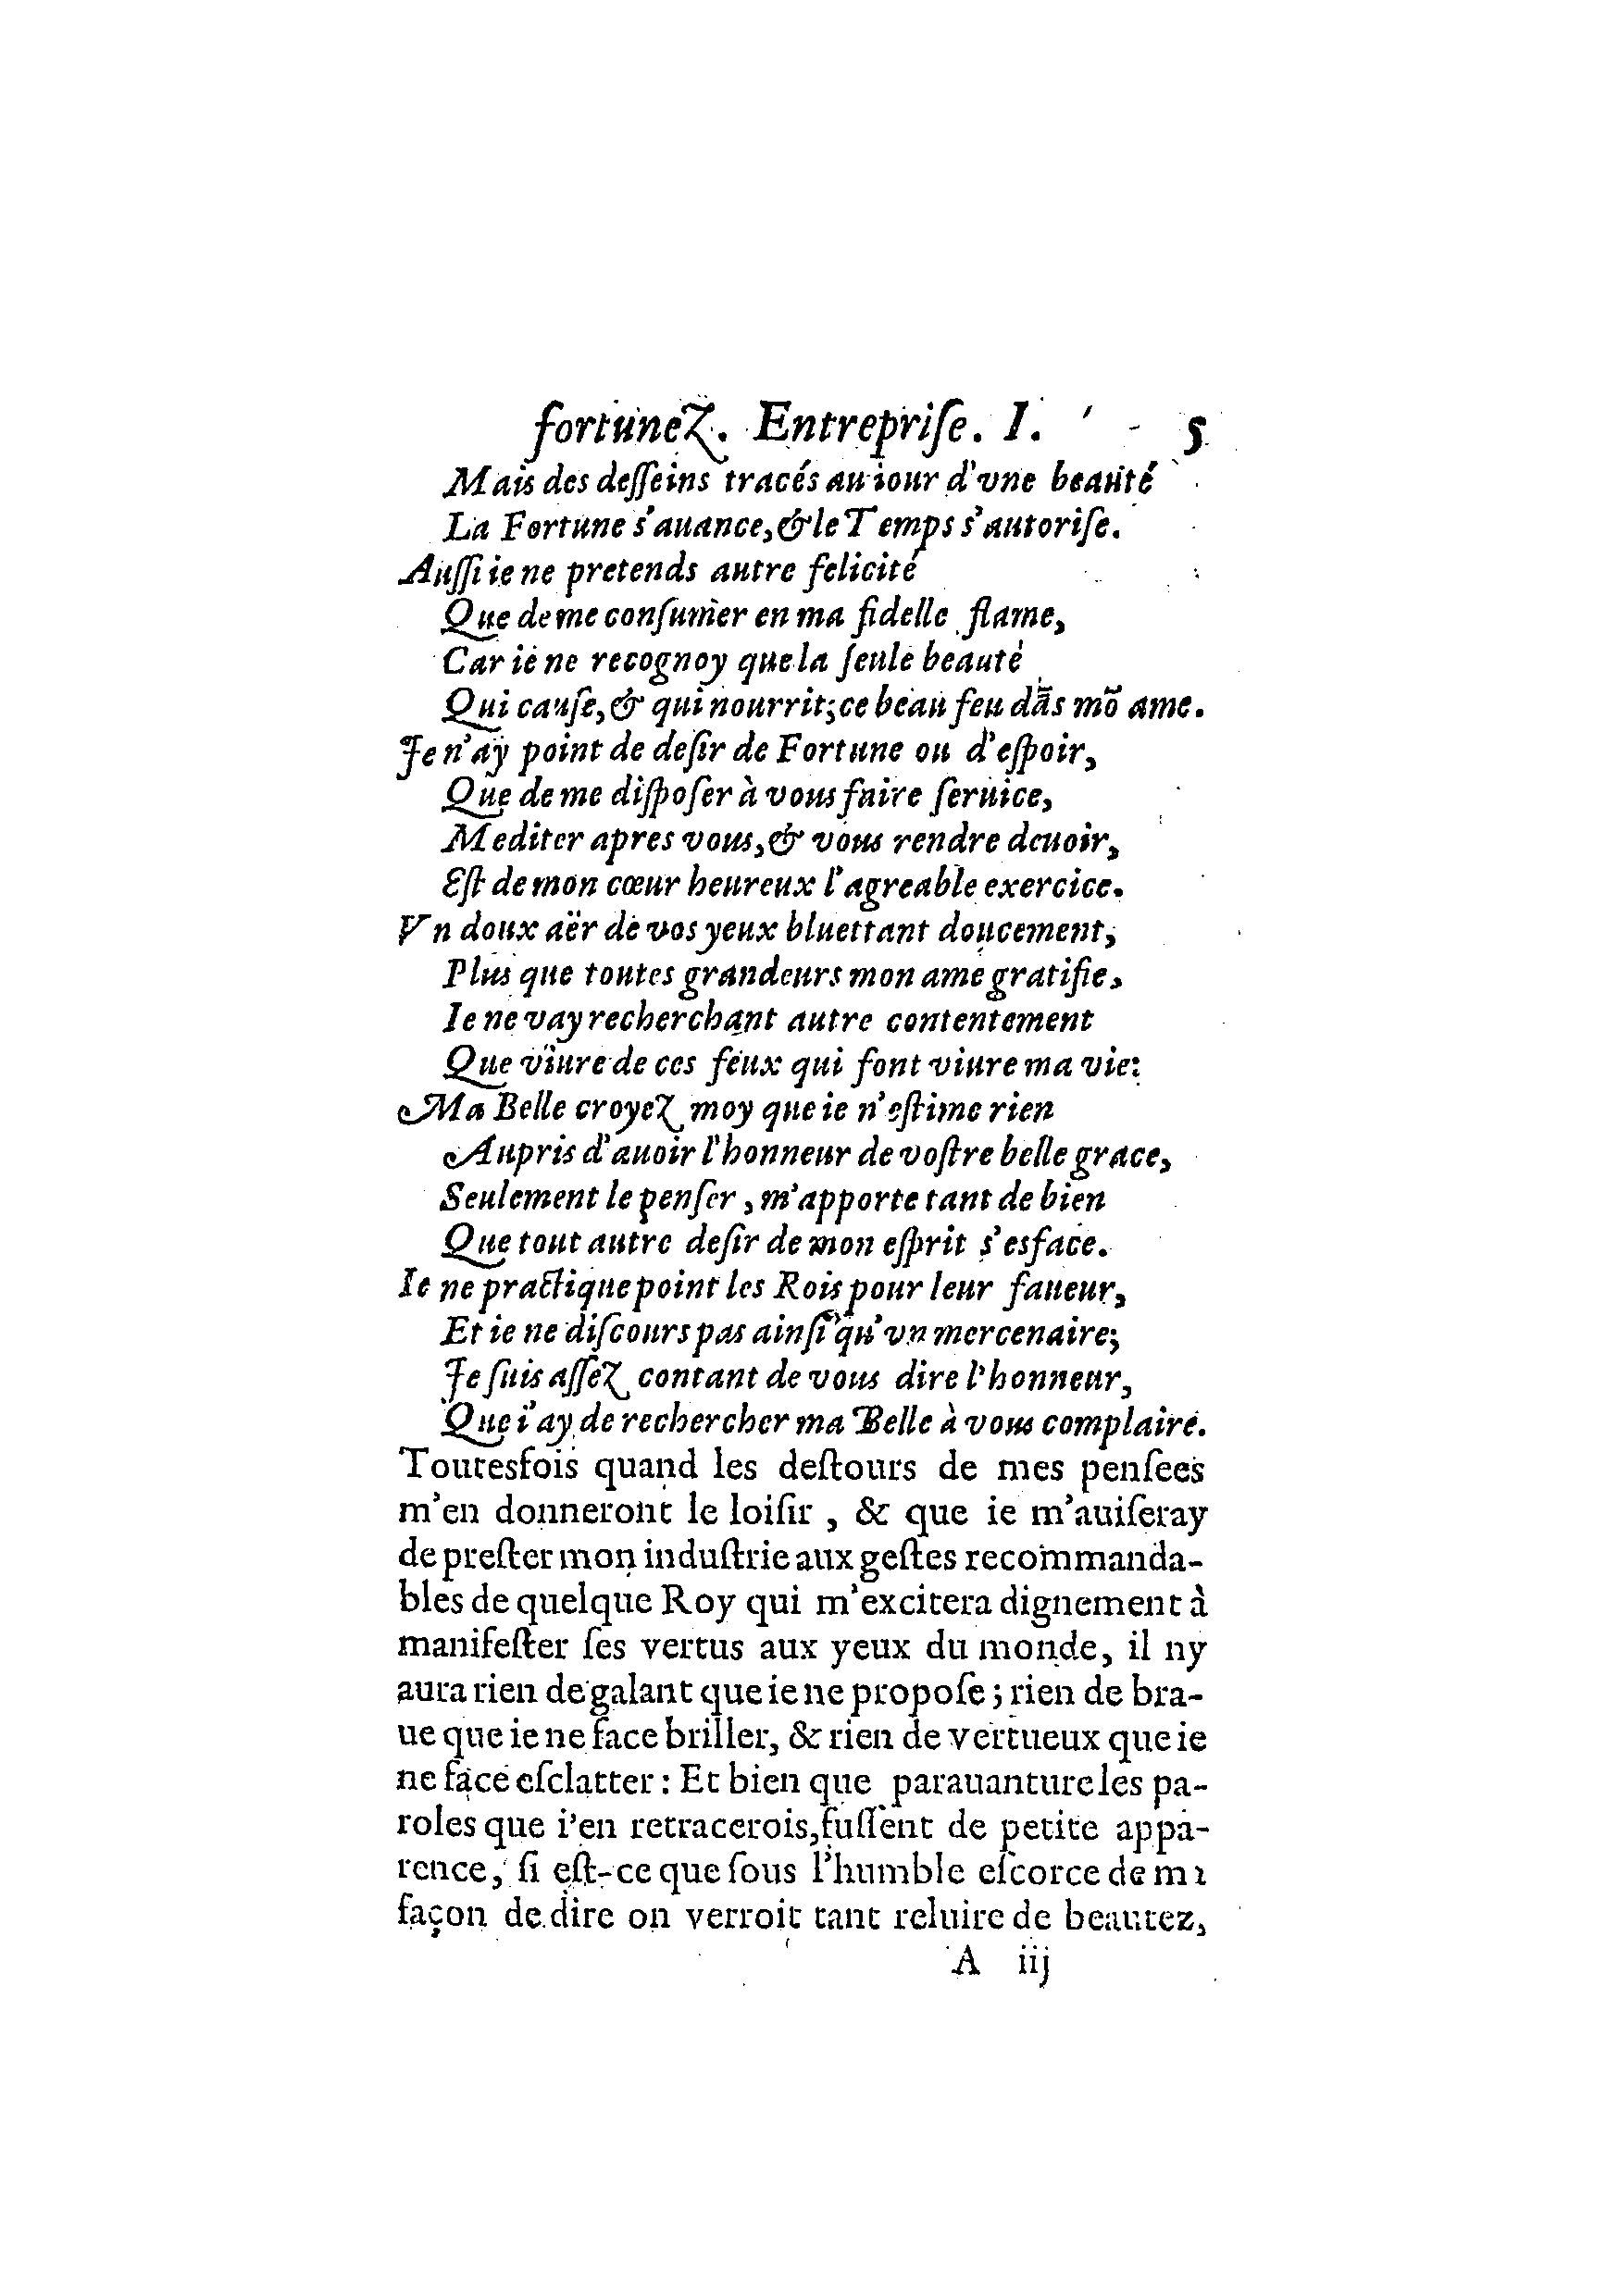 fortunez. Entrepriſe. I. 5
Mais des deſſeins tracés au iour d'vne beauté
La Fortune s'auance, & le Temps s'autoriſe.
Auſſi ie ne pretends autre felicité
Que de me conſumer en ma fidelle flame,
Car ie ne recognoy que la ſeule beauté
Qui cauſe, & qui nourrit; ce beau feu dãs mõ ame.
Je n'ay point de deſir de Fortune ou d'eſpoir,
Que de me diſpoſer à vous faire ſeruice,
Mediter apres vous, & vous rendre deuoir,
Eſt de mon cœur heureux l'agreable exercice.
Vn doux aër de vos yeux bluettant doucement,
Plus que toutes grandeurs mon ame gratifie,
Ie ne vay recherchant autre contentement
Que viure de ces feux qui font viure ma vie:
Ma Belle croyez moy que ie n'eſtime rien
Aupris d'auoir l'honneur de voſtre belle grace,
Seulement le penſer, m'apporte tant de bien
Que tout autre deſir de mon eſprit s'esface.
Ie ne practique point les Rois pour leur faueur,
Et ie ne diſcours pas ainſi qu'vn mercenaire;
Je ſuis aſſez contant de vous dire l'honneur,
Que i'ay de rechercher ma Belle à vous complaire.
Toutesfois quand les deſtours de mes penſees
m'en donneront le loiſir, & que ie m'auiſeray
de preſter mon induſtrie aux geſtes recommanda-
bles de quelque Roy qui m'excitera dignement à
manifeſter ſes vertus aux yeux du monde, il ny
aura rien de galant que ie ne propoſe; rien de bra-
ue que ie ne face briller, & rien de vertueux que ie
ne face eſclatter: Et bien que parauanture les pa-
roles que i'en retracerois, fuſſent de petite appa-
rence, ſi eſt-ce que ſous l'humble eſcorce de ma
façon de dire on verroit tant reluire de beautez,
A iij